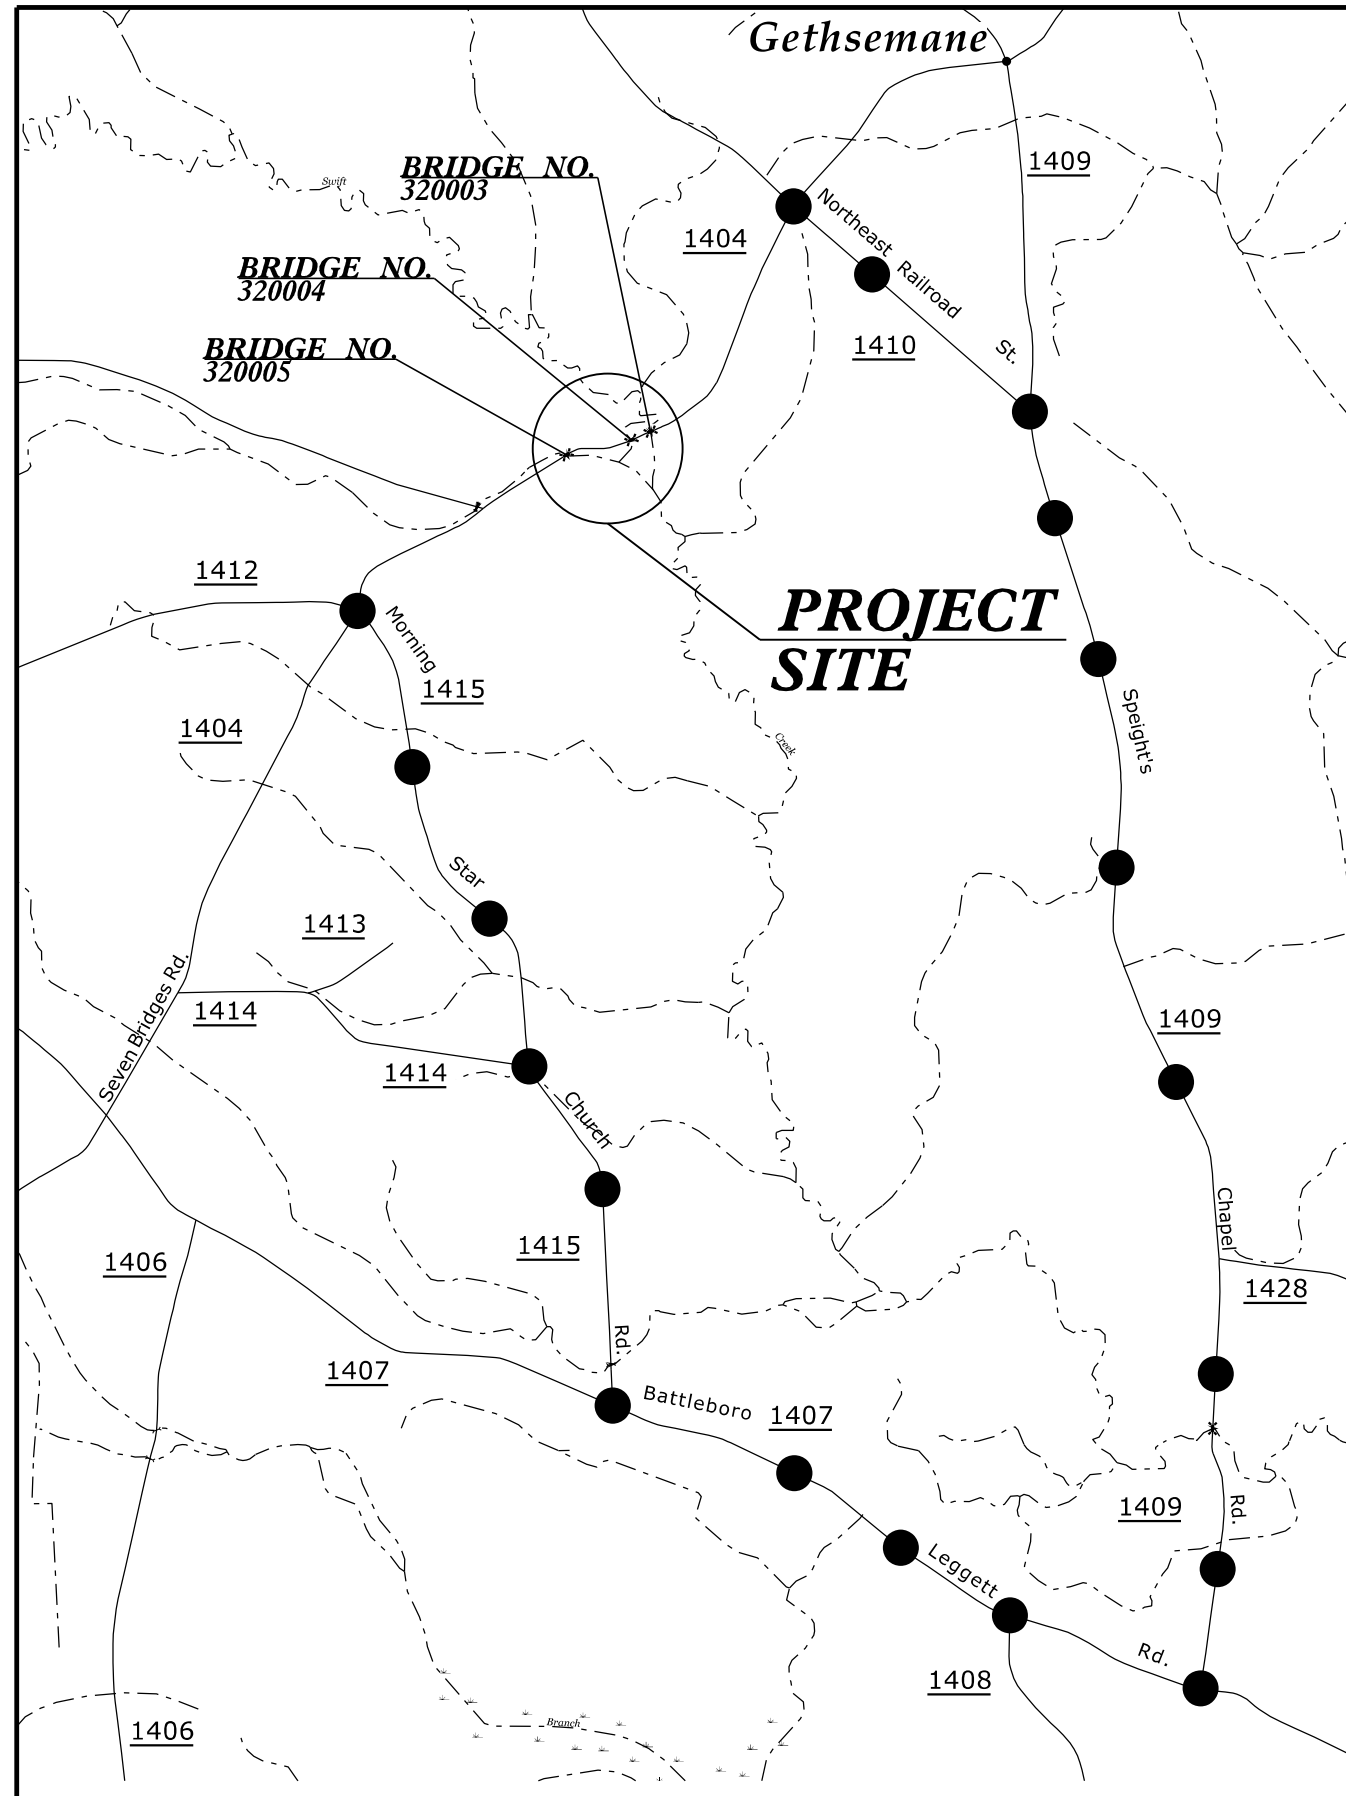 Gethsemane
1409
BRIDGE NO.
320003
Swift
Northeast
1404
BRIDGE NO.
320004
Railroad
BRIDGE NO.
320005
1410
St.
1412
PROJECT
SITE
Morning
1415
1404
Speight's
Creek
Star
1413
Seven Bridges Rd.
1414
1409
1414
Church
Chapel
1415
1406
1428
Rd.
1407
Battleboro
1407
1409
Rd.
Leggett
Rd.
1408
Branch
1406